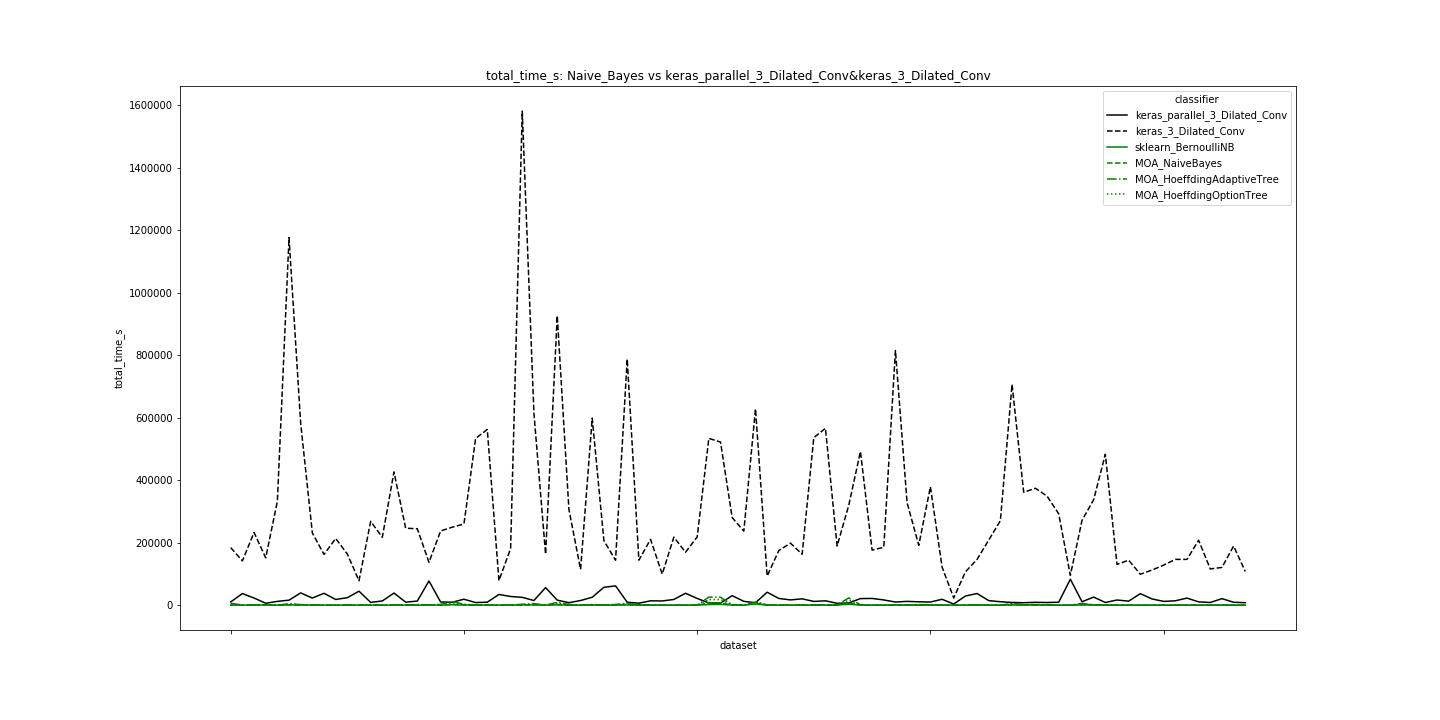 total_time_s: Naive_Bayes vs keras_parallel_3_Dilated_Conv&keras_3_Dilated_Conv
classifier
keras_parallel_3_Dilated_Conv
keras_3_Dilated_Conv
sklearn_BernoulliNB
MOA_NaiveBayes
MOA_HoeffdingAdaptiveTree
MOA_HoeffdingOptionTree
1600000
1400000
1200000
1000000
800000
600000
400000
200000
0
total_time_s
dataset